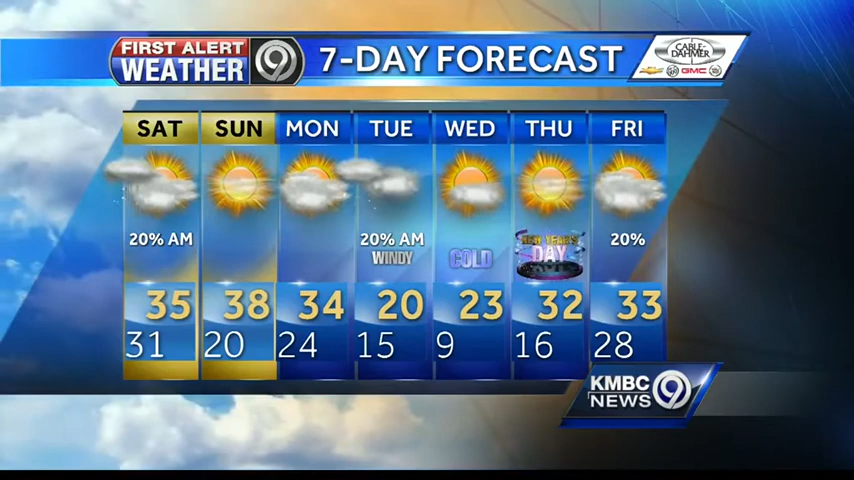 FIRST ALERT
WEATHER 9
7-DAY FORECAST
CABLE-
DAHMER
GMC
SAT SUN MON TUE WED THU FRI
20% AM 20% AM 20%
WINDY COLD NEW YEAR'S
DAY
35 38 34 20 23 32 33
31 20 24 15 9 16 28
KMBC 9
NEWS